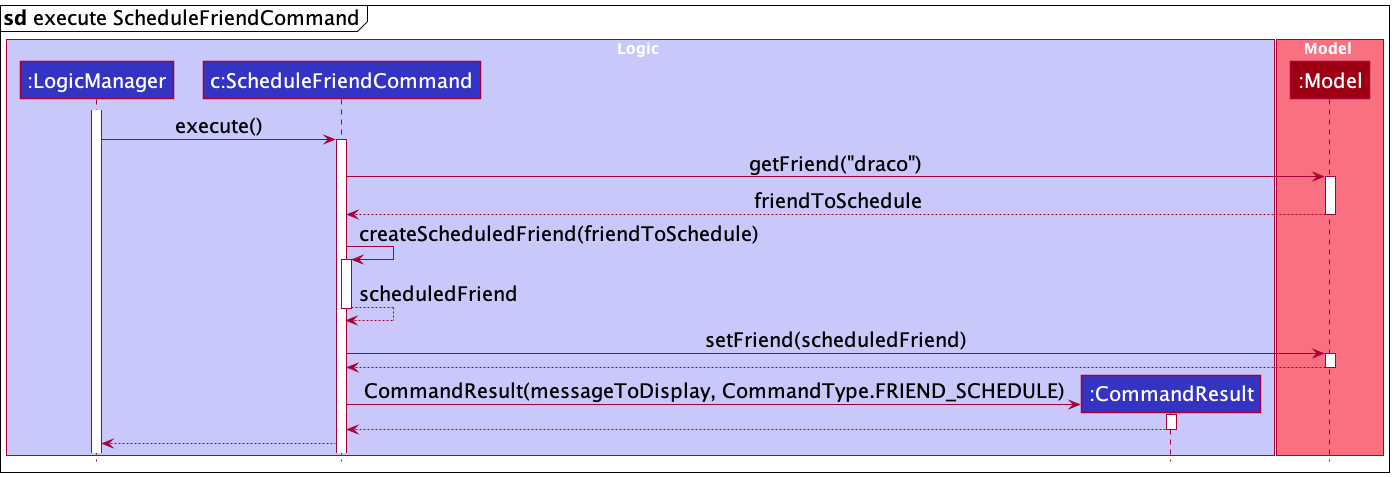 sd execute ScheduleFriendCommand
Logic
Model
:LogicManager
c:ScheduleFriendCommand
:Model
execute()
getFriend("draco")
friendToSchedule
createScheduledFriend(friendToSchedule)
scheduledFriend
setFriend(scheduledFriend)
CommandResult(messageToDisplay, CommandType.FRIEND_SCHEDULE)
:CommandResult